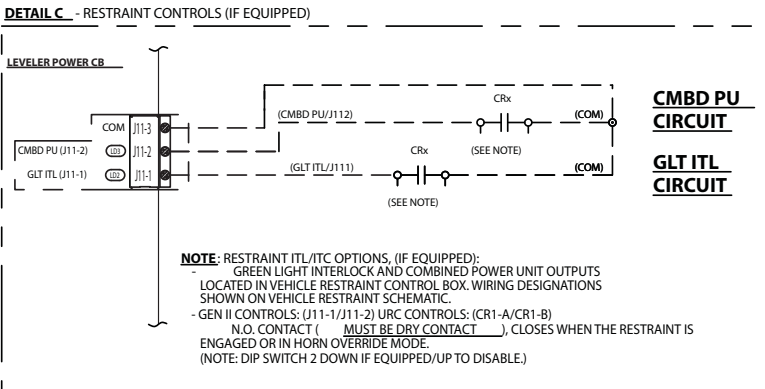 DETAIL C - RESTRAINT CONTROLS (IF EQUIPPED)
LEVELER POWER CB
COM J11-3
CMBD PU (J11-2) LD3 J11-2
GLT ITL (J11-1) LD2 J11-1
(CMBD PU/J112) CRx (COM)
(SEE NOTE)
(GLT ITL/J111) CRx (COM)
(SEE NOTE)
CMBD PU
CIRCUIT
GLT ITL
CIRCUIT
NOTE: RESTRAINT ITL/ITC OPTIONS, (IF EQUIPPED):
- GREEN LIGHT INTERLOCK AND COMBINED POWER UNIT OUTPUTS
LOCATED IN VEHICLE RESTRAINT CONTROL BOX. WIRING DESIGNATIONS
SHOWN ON VEHICLE RESTRAINT SCHEMATIC.
- GEN II CONTROLS: (J11-1/J11-2) URC CONTROLS: (CR1-A/CR1-B)
N.O. CONTACT ( MUST BE DRY CONTACT ), CLOSES WHEN THE RESTRAINT IS
ENGAGED OR IN HORN OVERRIDE MODE.
(NOTE: DIP SWITCH 2 DOWN IF EQUIPPED/UP TO DISABLE.)